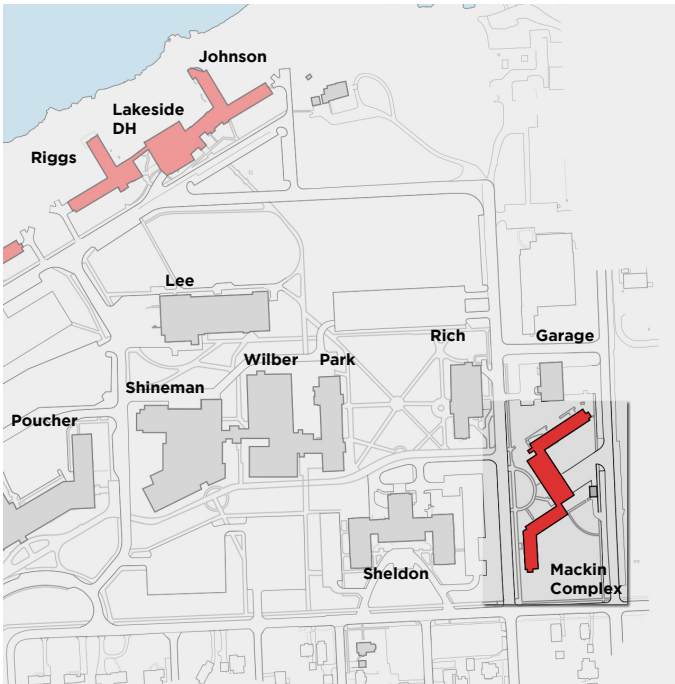 Johnson
Lakeside
DH
Riggs
Lee
Rich
Garage
Wilber
Park
Shineman
Poucher
Sheldon
Mackin
Complex